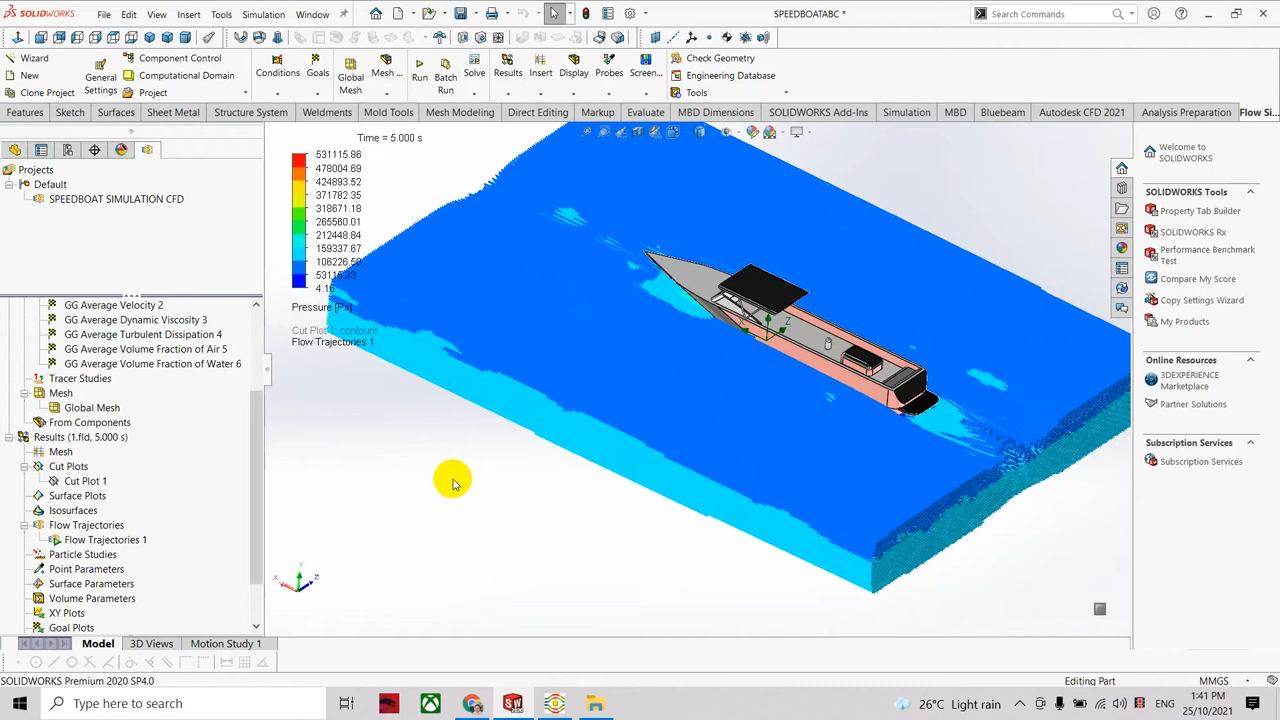 SOLIDWORKS
File Edit View Insert Tools Simulation Window
SPEEDBOATABC *
Search Commands
Wizard
New
Clone Project
General Settings
Component Control
Computational Domain
Project
Conditions
Goals
Global Mesh
Mesh ...
Run
Batch Run
Solve
Results
Insert
Display
Probes
Screen...
Check Geometry
Engineering Database
Tools
Features Sketch Surfaces Sheet Metal Structure System Weldments Mold Tools Mesh Modeling Direct Editing Markup Evaluate MBD Dimensions SOLIDWORKS Add-Ins Simulation MBD Bluebeam Autodesk CFD 2021 Analysis Preparation Flow Si...
Projects
Default
SPEEDBOAT SIMULATION CFD
GG Average Velocity 2
GG Average Dynamic Viscosity 3
GG Average Turbulent Dissipation 4
GG Average Volume Fraction of Air 5
GG Average Volume Fraction of Water 6
Tracer Studies
Mesh
Global Mesh
From Components
Results (1.fld, 5.000 s)
Mesh
Cut Plots
Cut Plot 1
Surface Plots
Isosurfaces
Flow Trajectories
Flow Trajectories 1
Particle Studies
Point Parameters
Surface Parameters
Volume Parameters
XY Plots
Goal Plots
Time = 5.000 s
531115.86
478004.69
424893.52
371782.35
318671.18
265560.01
212448.84
159337.67
106226.50
53115.33
4.16
Pressure [Pa]
Cut Plot 1: contours
Flow Trajectories 1
Z
X
Y
Z
Welcome to SOLIDWORKS
SOLIDWORKS Tools
Property Tab Builder
SOLIDWORKS Rx
Performance Benchmark Test
Compare My Score
Copy Settings Wizard
My Products
Online Resources
3DEXPERIENCE Marketplace
Partner Solutions
Subscription Services
Subscription Services
Model 3D Views Motion Study 1
SOLIDWORKS Premium 2020 SP4.0
Editing Part
MMGS
Type here to search
26°C Light rain
ENG
1:41 PM
25/10/2021